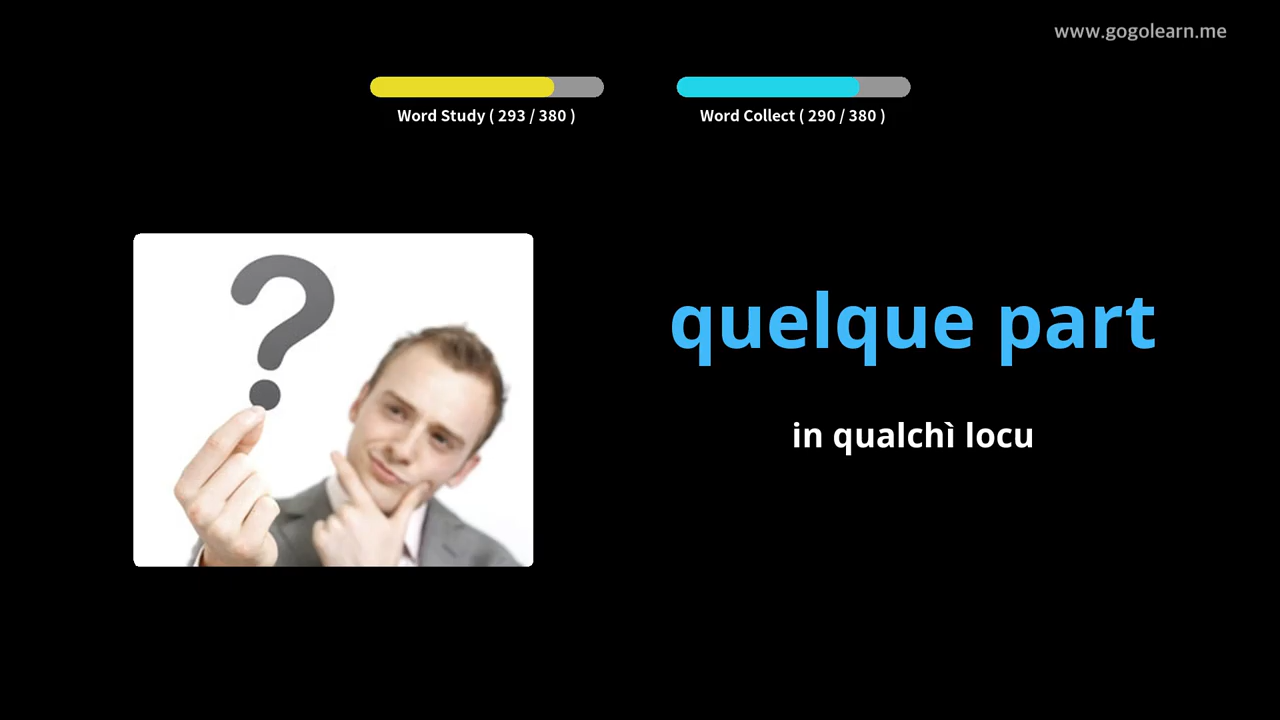 www.gogolearn.me
Word Study ( 293 / 380 )
Word Collect ( 290 / 380 )
quelque part
in qualchì locu